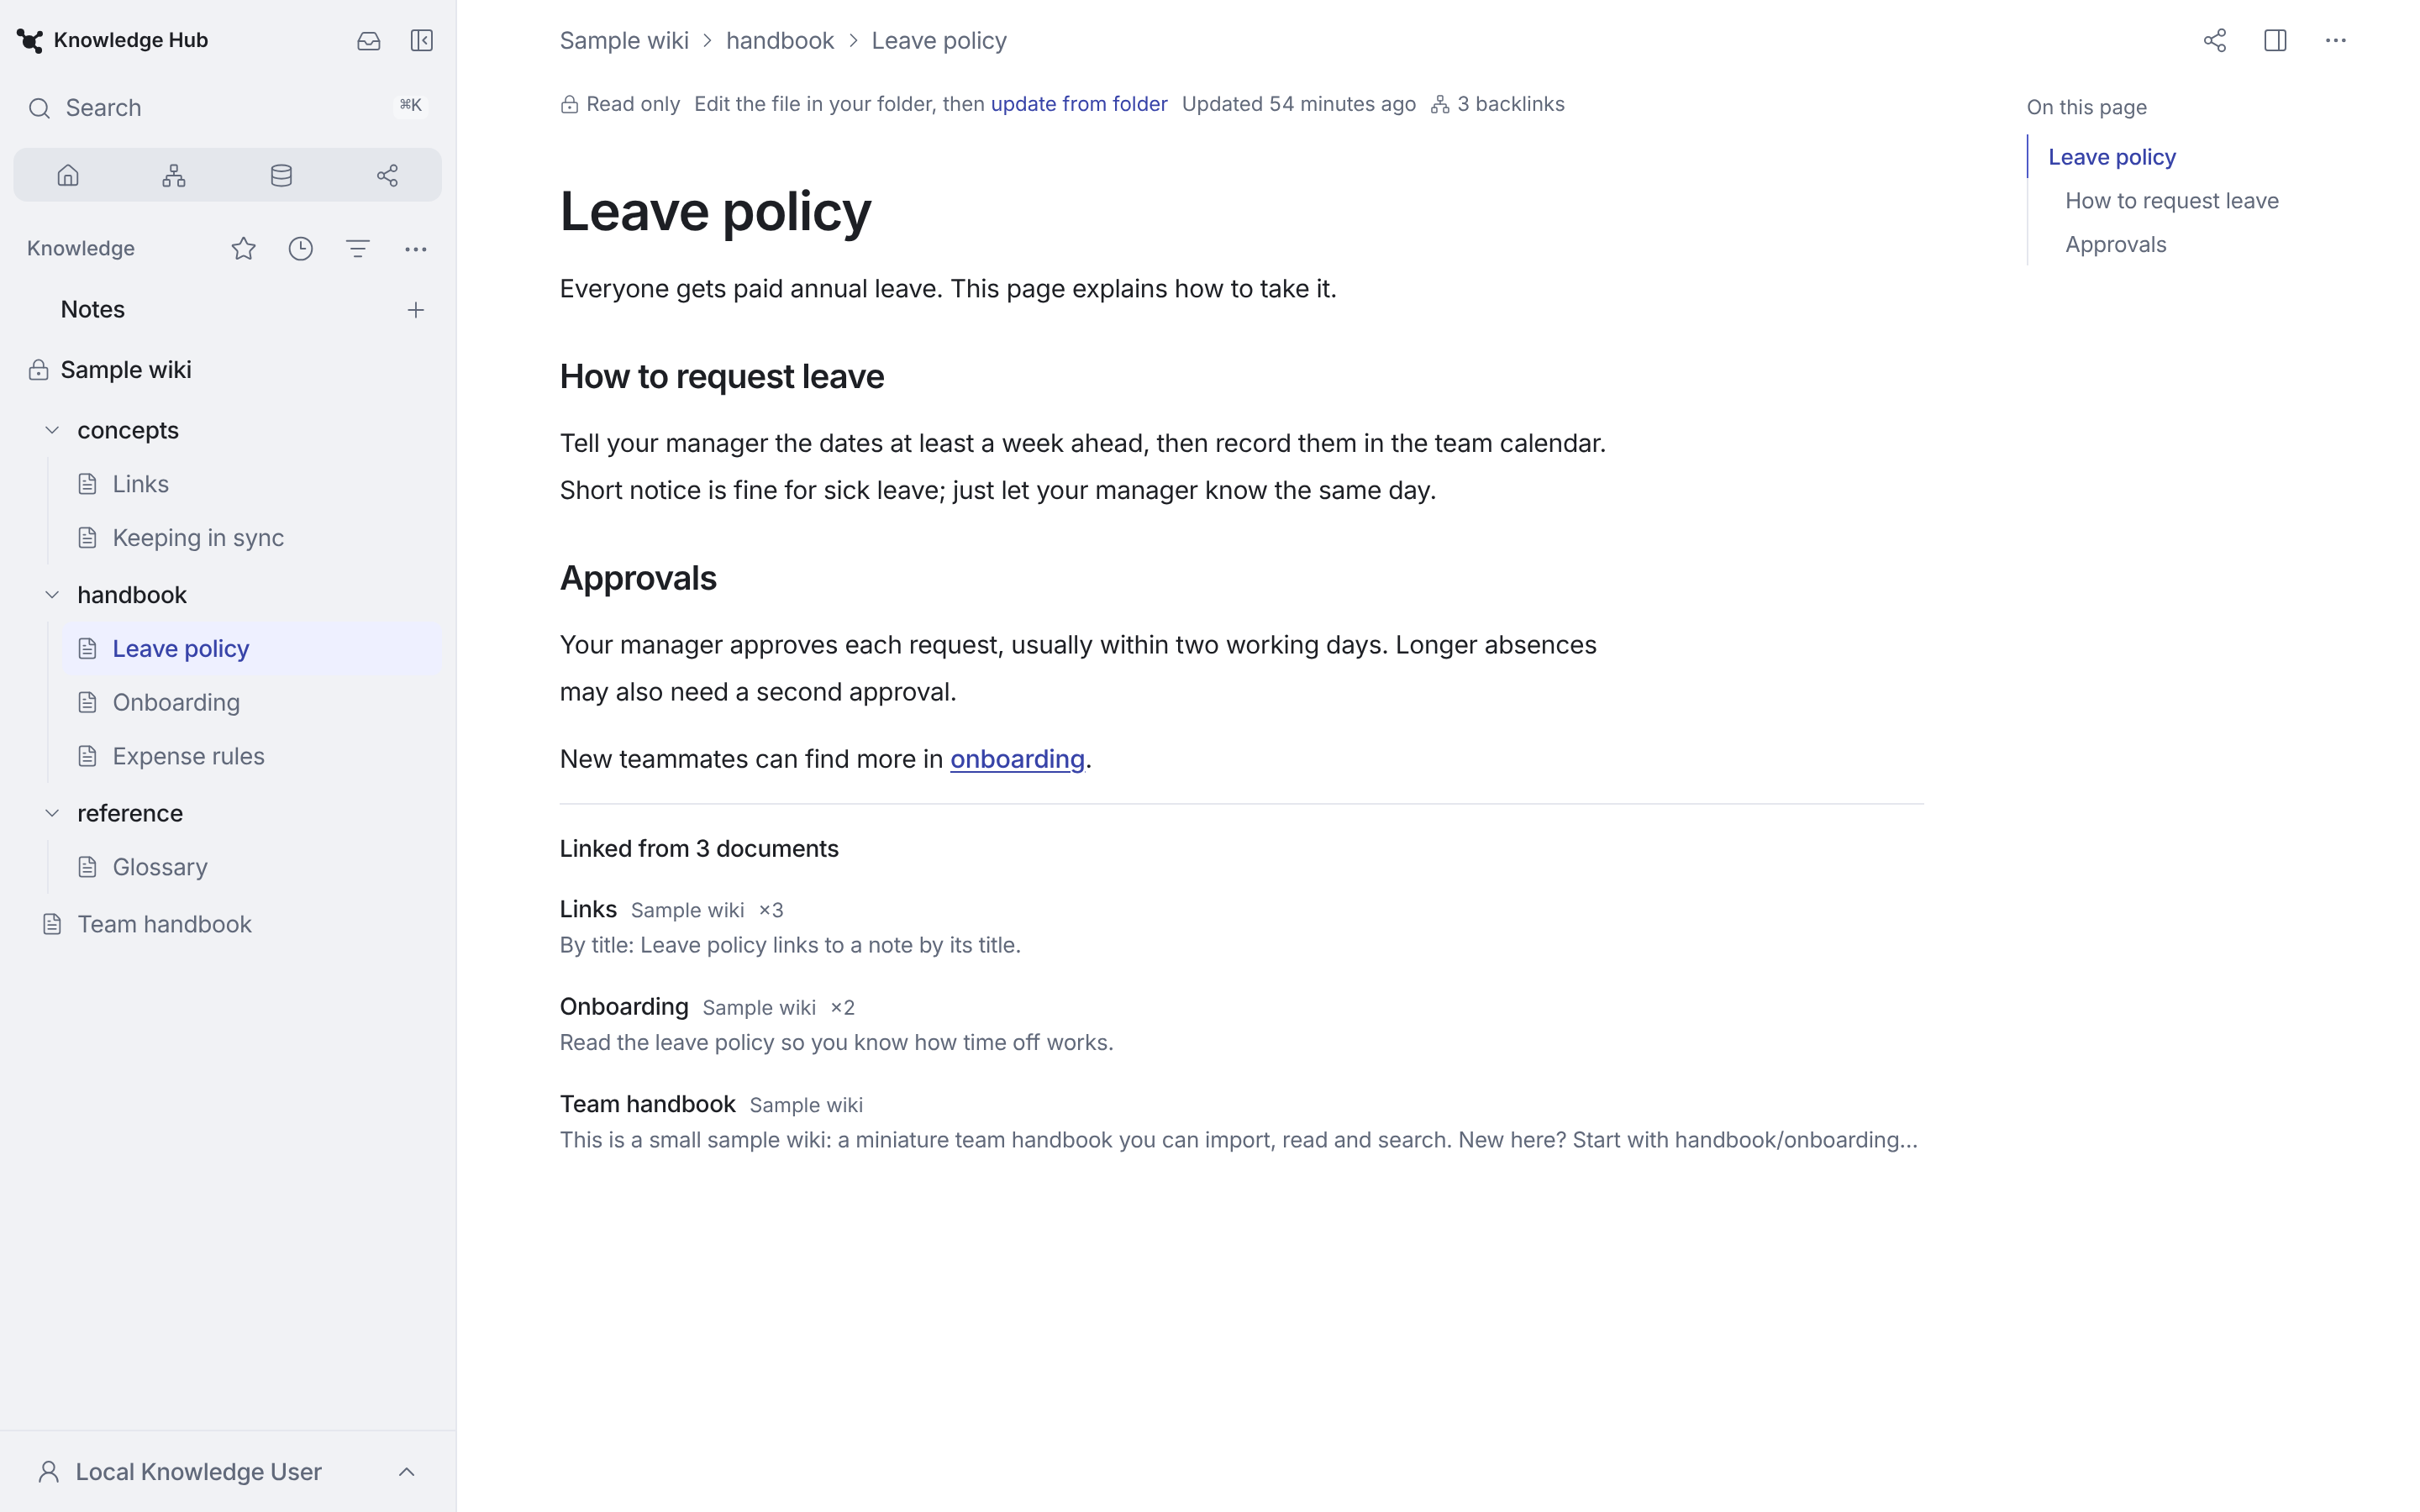 Knowledge Hub
Search
⌘K
Knowledge
Notes
Sample wiki
concepts
Links
Keeping in sync
handbook
Leave policy
Onboarding
Expense rules
reference
Glossary
Team handbook
Local Knowledge User
Sample wiki > handbook > Leave policy
Read only Edit the file in your folder, then update from folder Updated 54 minutes ago 3 backlinks
Leave policy
Everyone gets paid annual leave. This page explains how to take it.
How to request leave
Tell your manager the dates at least a week ahead, then record them in the team calendar.
Short notice is fine for sick leave; just let your manager know the same day.
Approvals
Your manager approves each request, usually within two working days. Longer absences
may also need a second approval.
New teammates can find more in onboarding.
Linked from 3 documents
Links Sample wiki ×3
By title: Leave policy links to a note by its title.
Onboarding Sample wiki ×2
Read the leave policy so you know how time off works.
Team handbook Sample wiki
This is a small sample wiki: a miniature team handbook you can import, read and search. New here? Start with handbook/onboarding...
On this page
Leave policy
How to request leave
Approvals